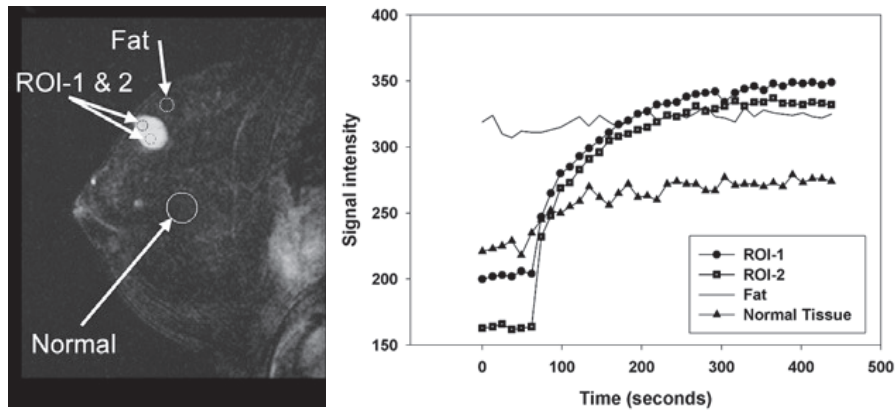 Fat
ROI-1 & 2
Normal
400
350
300
250
200
150
Signal intensity
0
100
200
300
400
500
Time (seconds)
ROI-1
ROI-2
Fat
Normal Tissue